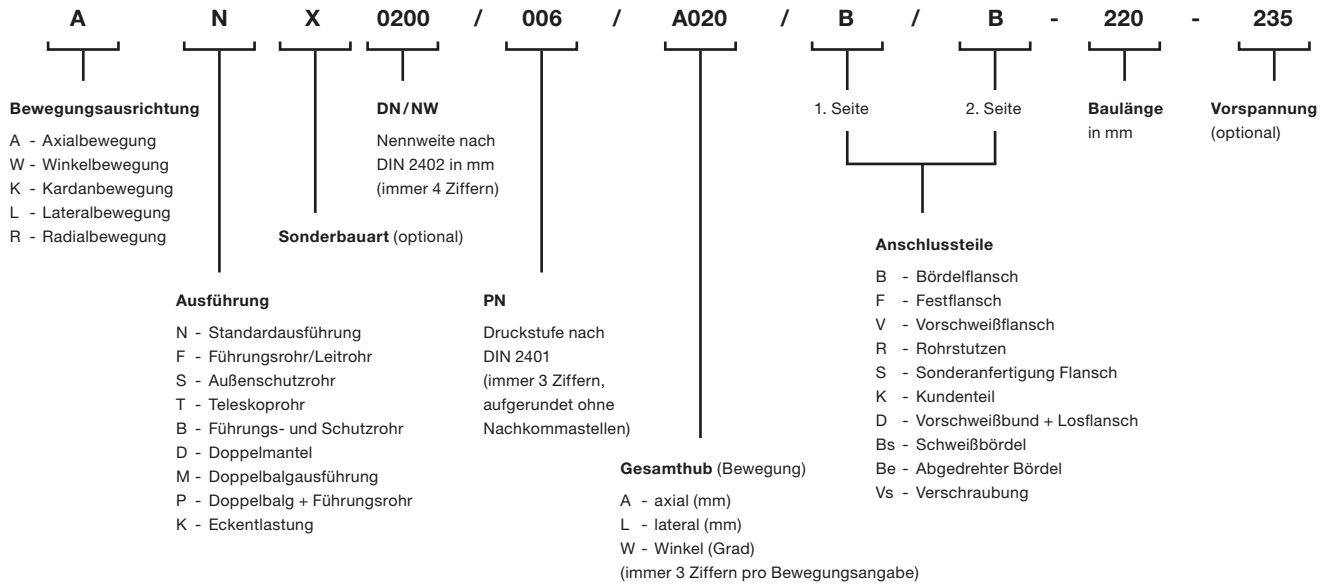 A N X 0200 / 006 / A020 / B / B - 220 - 235
Bewegungsausrichtung
A - Axialbewegung
W - Winkelbewegung
K - Kardanbewegung
L - Lateralbewegung
R - Radialbewegung
DN/NW
Nennweite nach
DIN 2402 in mm
(immer 4 Ziffern)
Sonderbauart (optional)
1. Seite
2. Seite
Baulänge
in mm
Vorspannung
(optional)
Ausführung
N - Standardausführung
F - Führungsrohr/Leitrohr
S - Außenschutzrohr
T - Teleskoprohr
B - Führungs- und Schutzrohr
D - Doppelmantel
M - Doppelbalgausführung
P - Doppelbalg + Führungsrohr
K - Eckentlastung
PN
Druckstufe nach
DIN 2401
(immer 3 Ziffern,
aufgerundet ohne
Nachkommastellen)
Gesamthub (Bewegung)
A - axial (mm)
L - lateral (mm)
W - Winkel (Grad)
(immer 3 Ziffern pro Bewegungsangabe)
Anschlussteile
B - Bördelflansch
F - Festflansch
V - Vorschweißflansch
R - Rohrstutzen
S - Sonderanfertigung Flansch
K - Kundenteil
D - Vorschweißbund + Losflansch
Bs - Schweißbördel
Be - Abgedrehter Bördel
Vs - Verschraubung